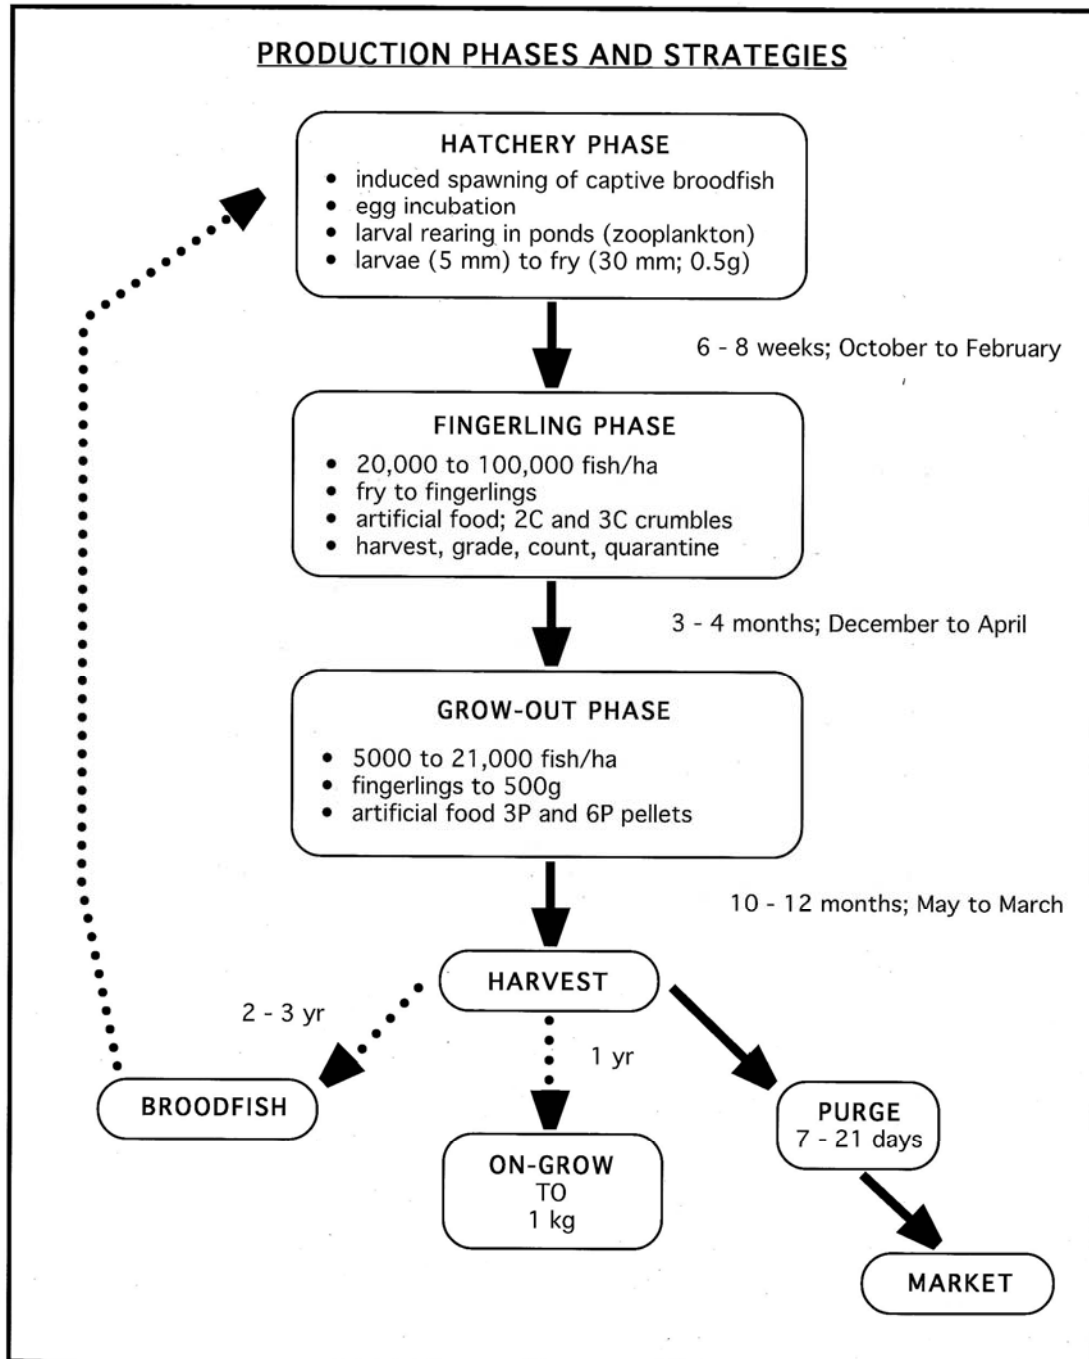 PRODUCTION PHASES AND STRATEGIES
HATCHERY PHASE
• induced spawning of captive broodfish
• egg incubation
• larval rearing in ponds (zooplankton)
• larvae (5 mm) to fry (30 mm; 0.5g)
6 - 8 weeks; October to February
FINGERLING PHASE
• 20,000 to 100,000 fish/ha
• fry to fingerlings
• artificial food; 2C and 3C crumbles
• harvest, grade, count, quarantine
3 - 4 months; December to April
GROW-OUT PHASE
• 5000 to 21,000 fish/ha
• fingerlings to 500g
• artificial food 3P and 6P pellets
10 - 12 months; May to March
HARVEST
2 - 3 yr
1 yr
BROODFISH
PURGE
7 - 21 days
ON-GROW
TO
1 kg
MARKET